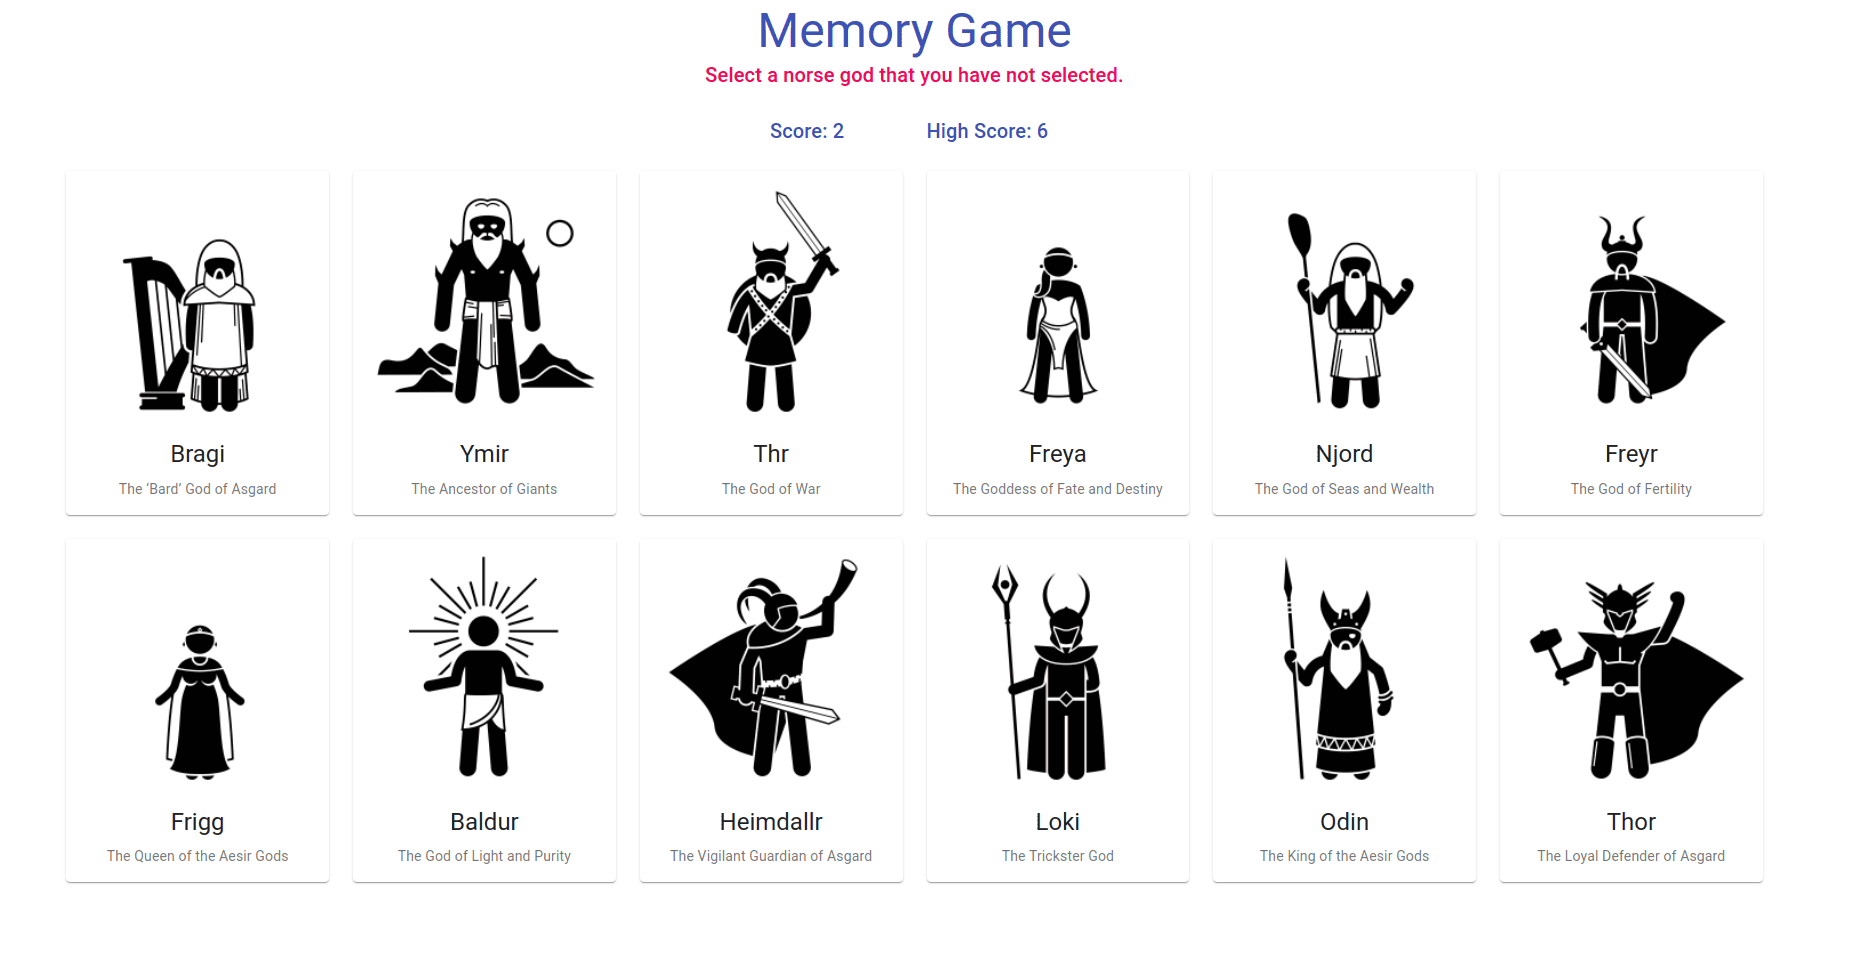 Memory Game
Select a norse god that you have not selected.
Score: 2 High Score: 6
Bragi
The ‘Bard’ God of Asgard
Ymir
The Ancestor of Giants
Thr
The God of War
Freya
The Goddess of Fate and Destiny
Njord
The God of Seas and Wealth
Freyr
The God of Fertility
Frigg
The Queen of the Aesir Gods
Baldur
The God of Light and Purity
Heimdallr
The Vigilant Guardian of Asgard
Loki
The Trickster God
Odin
The King of the Aesir Gods
Thor
The Loyal Defender of Asgard